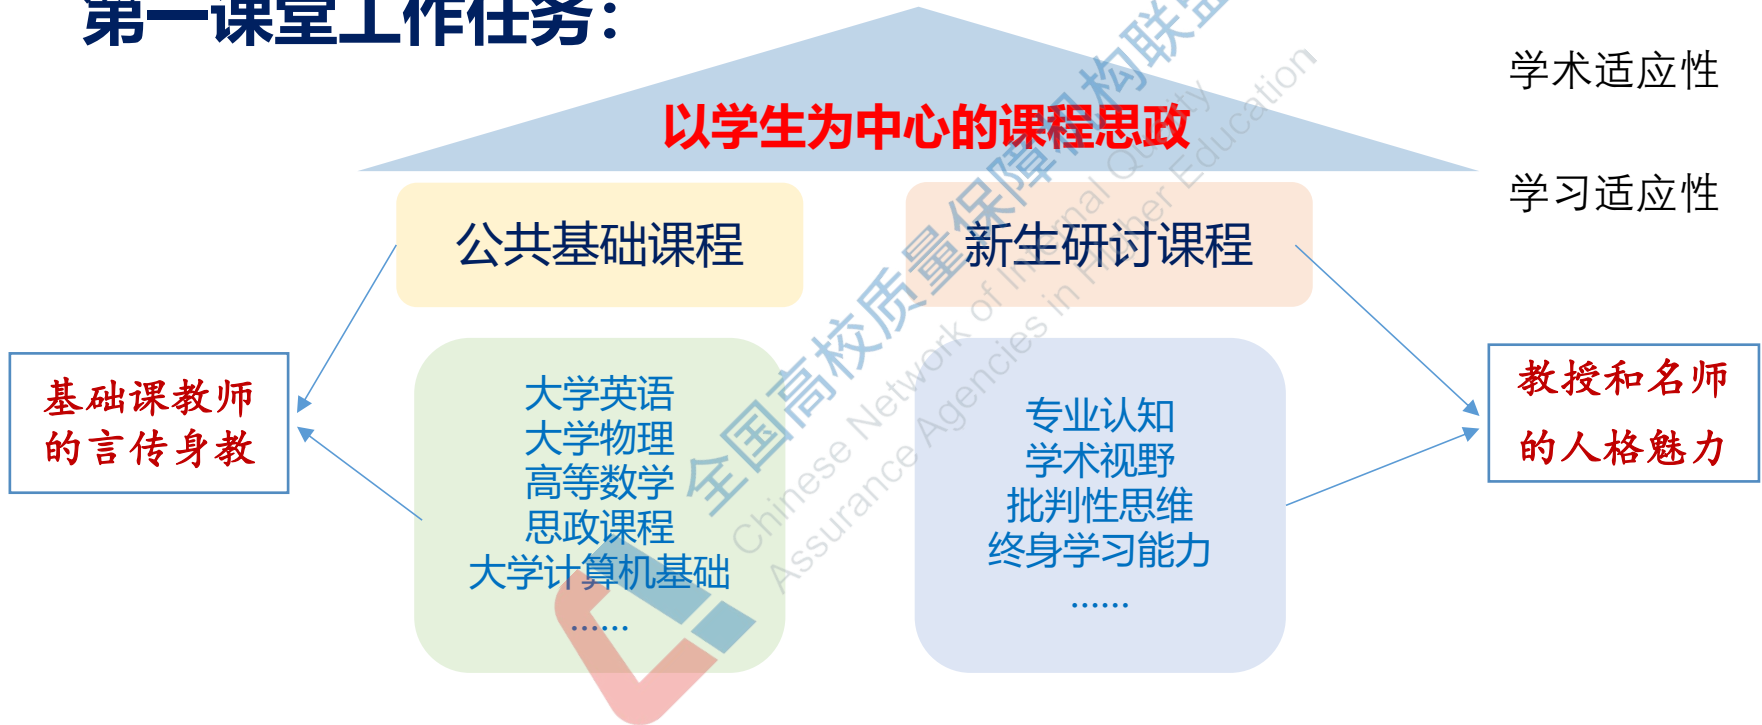 第一课堂工作任务：
以学生为中心的课程思政
学术适应性
学习适应性
公共基础课程
新生研讨课程
基础课教师
的言传身教
大学英语
大学物理
高等数学
思政课程
大学计算机基础
……
专业认知
学术视野
批判性思维
终身学习能力
……
教授和名师
的人格魅力
全国高校质量保障机构联盟
Chinese Network of Internal Quality
Assurance Agencies in Higher Education